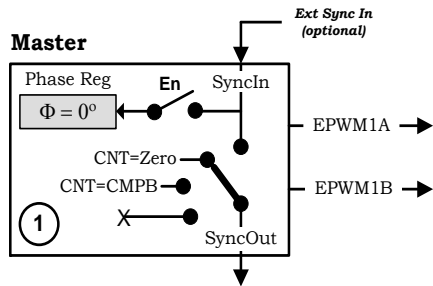 Ext Sync In
(optional)
Master
Phase Reg
En
SyncIn
Φ = 0°
EPWM1A
CNT=Zero
CNT=CMPB
EPWM1B
X
1
SyncOut